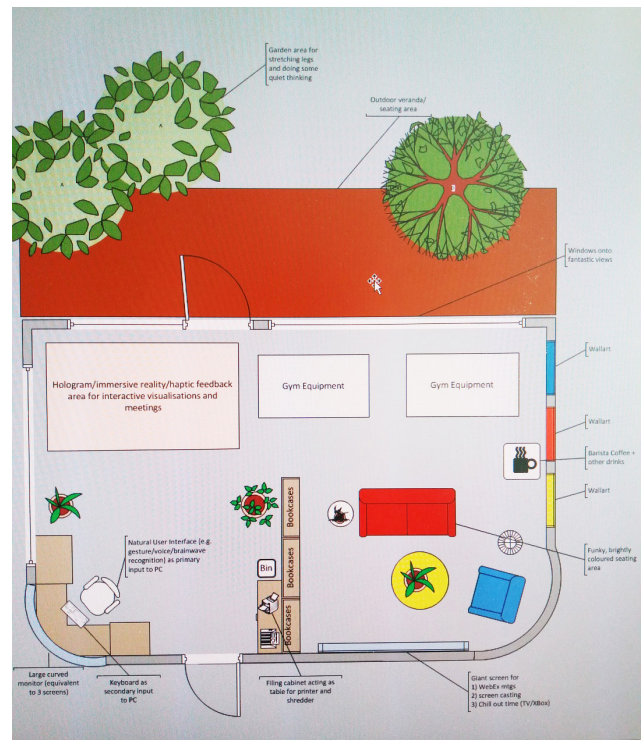 Garden area for
stretching legs
and doing some
quiet thinking
Outdoor veranda/
seating area
Windows onto
fantastic views
Hologram/immersive reality/haptic feedback
area for interactive visualisations and
meetings
Gym Equipment
Gym Equipment
Wallart
Wallart
Barista Coffee +
other drinks
Wallart
Bookcases
Bookcases
Bookcases
Natural User Interface (e.g.
gesture/voice/brainwave
recognition) as primary
input to PC
Bin
Funky, brightly
coloured seating
area
Large curved
monitor (equivalent
to 3 screens)
Keyboard as
secondary input
to PC
Filing cabinet acting as
table for printer and
shredder
Giant screen for
1) WebEx mtgs
2) screen casting
3) Chill out time (TV/XBox)